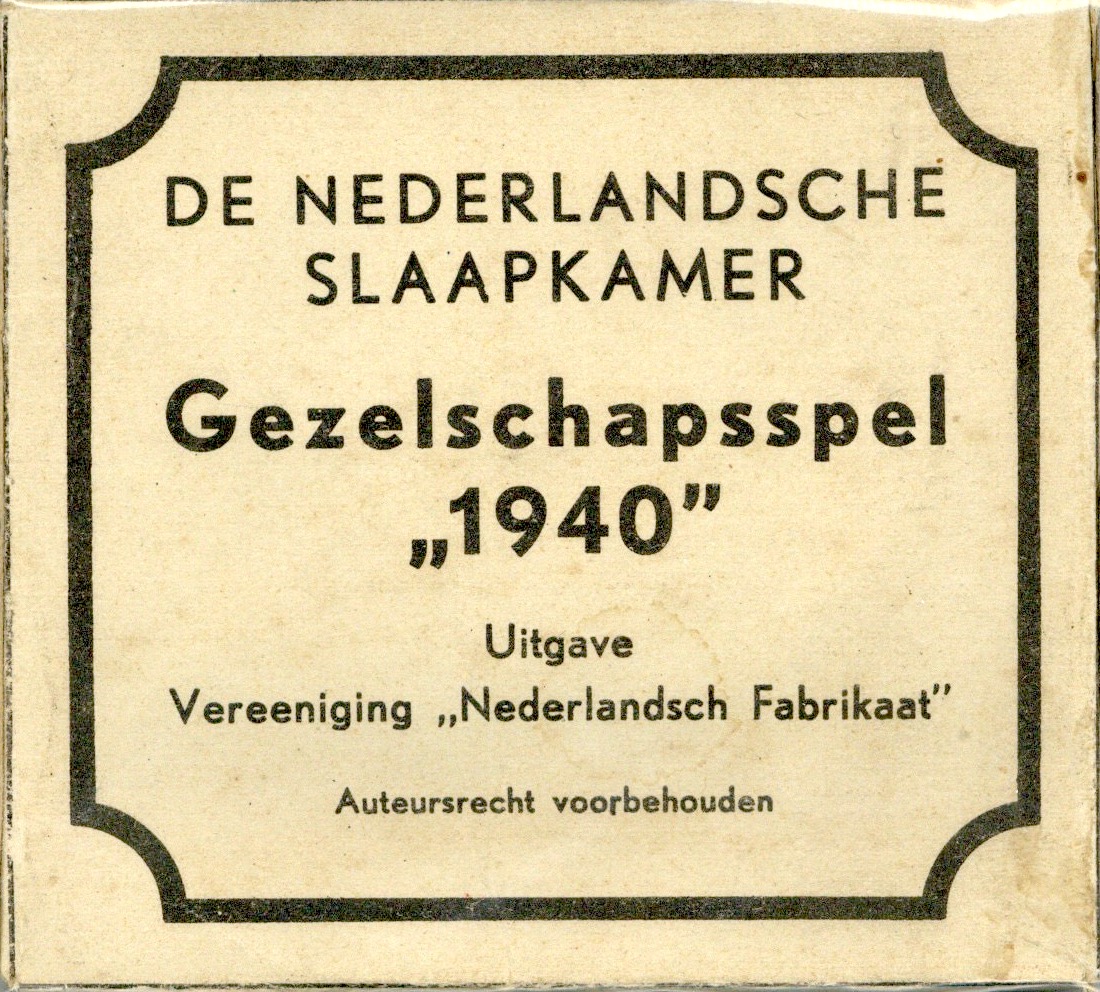 DE NEDERLANDSCHE
SLAAPKAMER
Gezelschapsspel
„1940”
Uitgave
Vereeniging „Nederlandsch Fabrikaat”
Auteursrecht voorbehouden